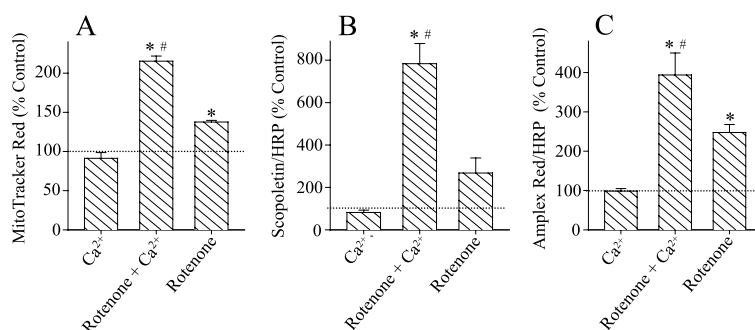 A
MitoTracker Red (% Control)
200
150
100
50
0
* #
*
Ca²⁺
Rotenone + Ca²⁺
Rotenone
B
Scopoletin/HRP (% Control)
800
600
400
200
0
* #
Ca²⁺
Rotenone + Ca²⁺
Rotenone
C
Amplex Red/HRP (% Control)
400
300
200
100
0
* #
*
Ca²⁺
Rotenone + Ca²⁺
Rotenone